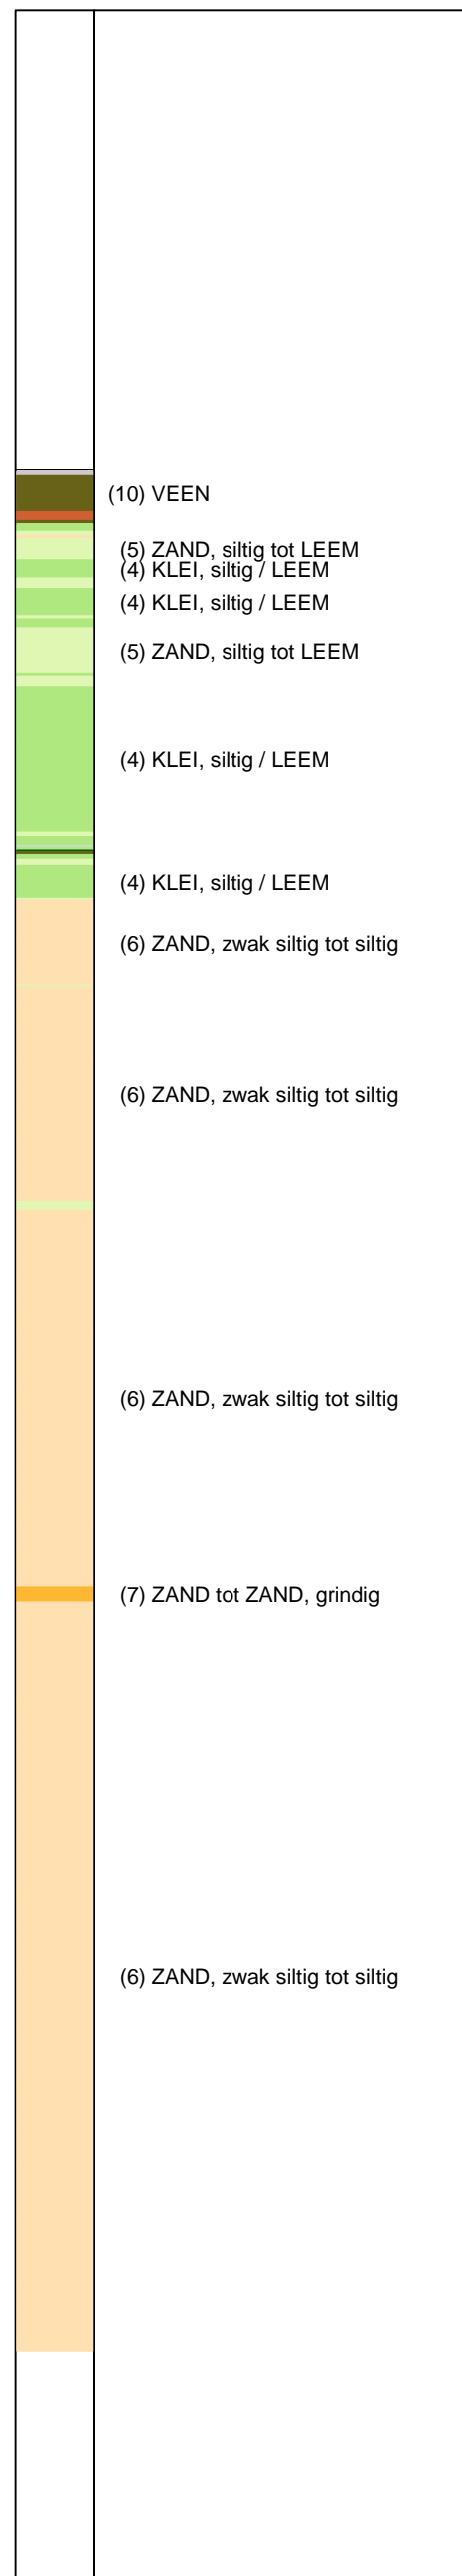 (10) VEEN
(5) ZAND, siltig tot LEEM
(4) KLEI, siltig / LEEM
(4) KLEI, siltig / LEEM
(5) ZAND, siltig tot LEEM
(4) KLEI, siltig / LEEM
(4) KLEI, siltig / LEEM
(6) ZAND, zwak siltig tot siltig
(6) ZAND, zwak siltig tot siltig
(6) ZAND, zwak siltig tot siltig
(7) ZAND tot ZAND, grindig
(6) ZAND, zwak siltig tot siltig